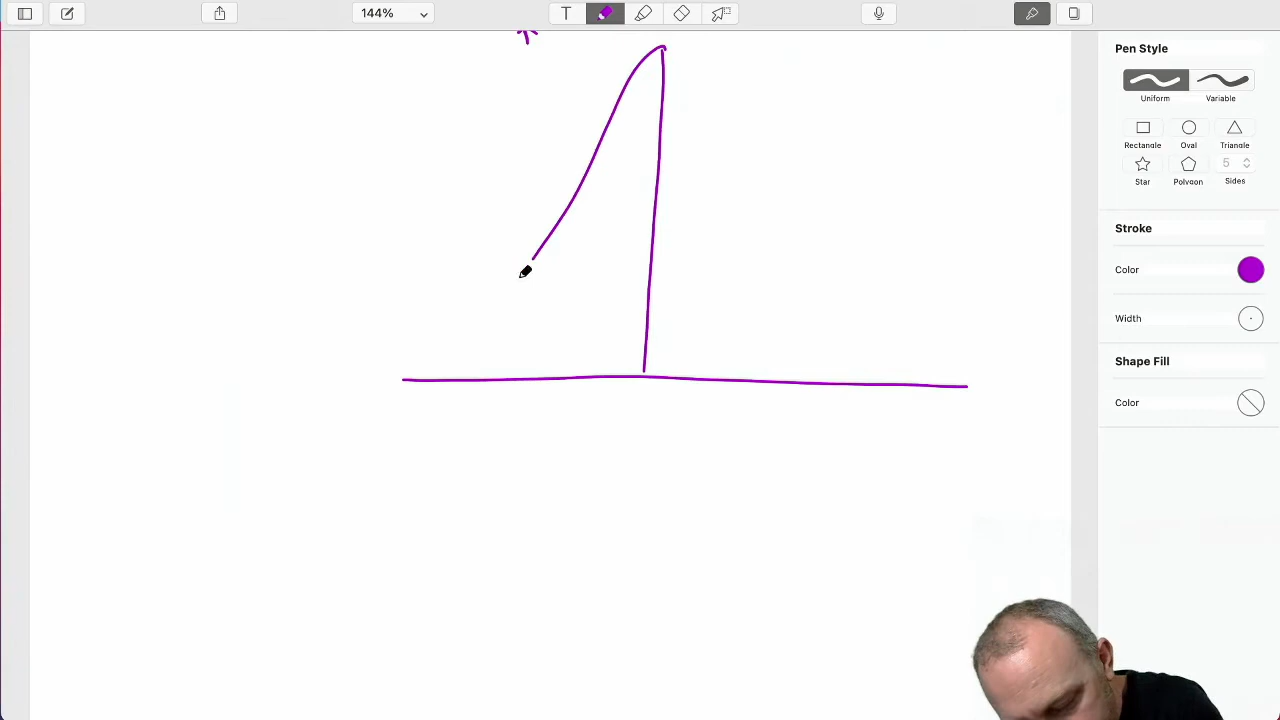 144%
T
Pen Style
Uniform Variable
Rectangle Oval Triangle
5
Star Polygon Sides
Stroke
Color
Width
Shape Fill
Color